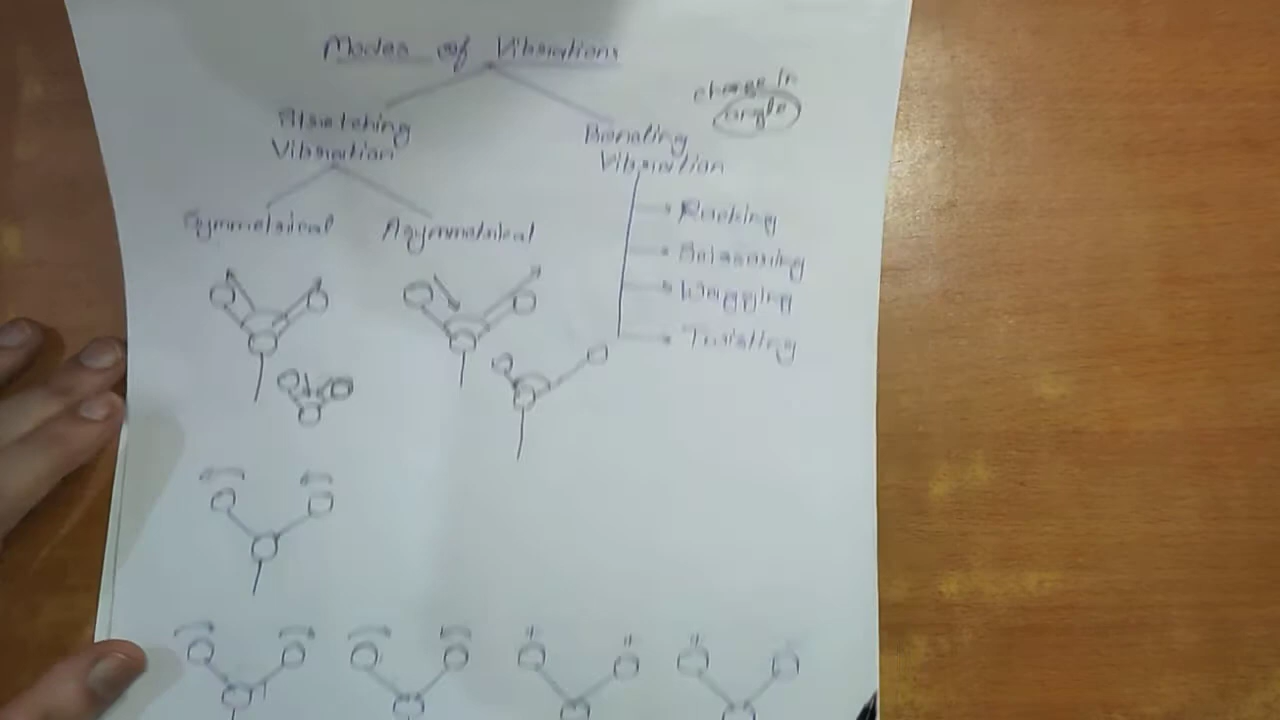 Modes of Vibrations
change in
angle
Stretching
Vibration
Bending
Vibration
Symmetrical
Asymmetrical
Rocking
Scissoring
Wagging
Twisting